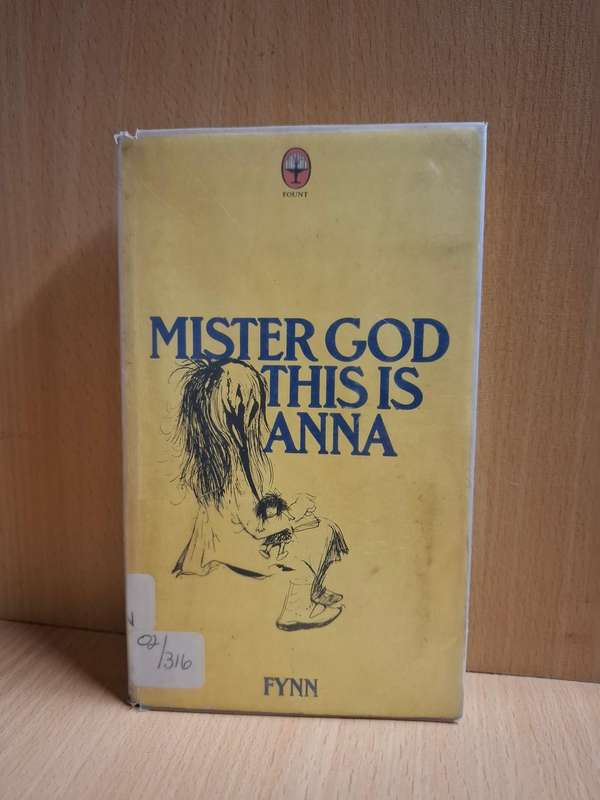 FOUNT
MISTER GOD
THIS IS
ANNA
02/
316
FYNN